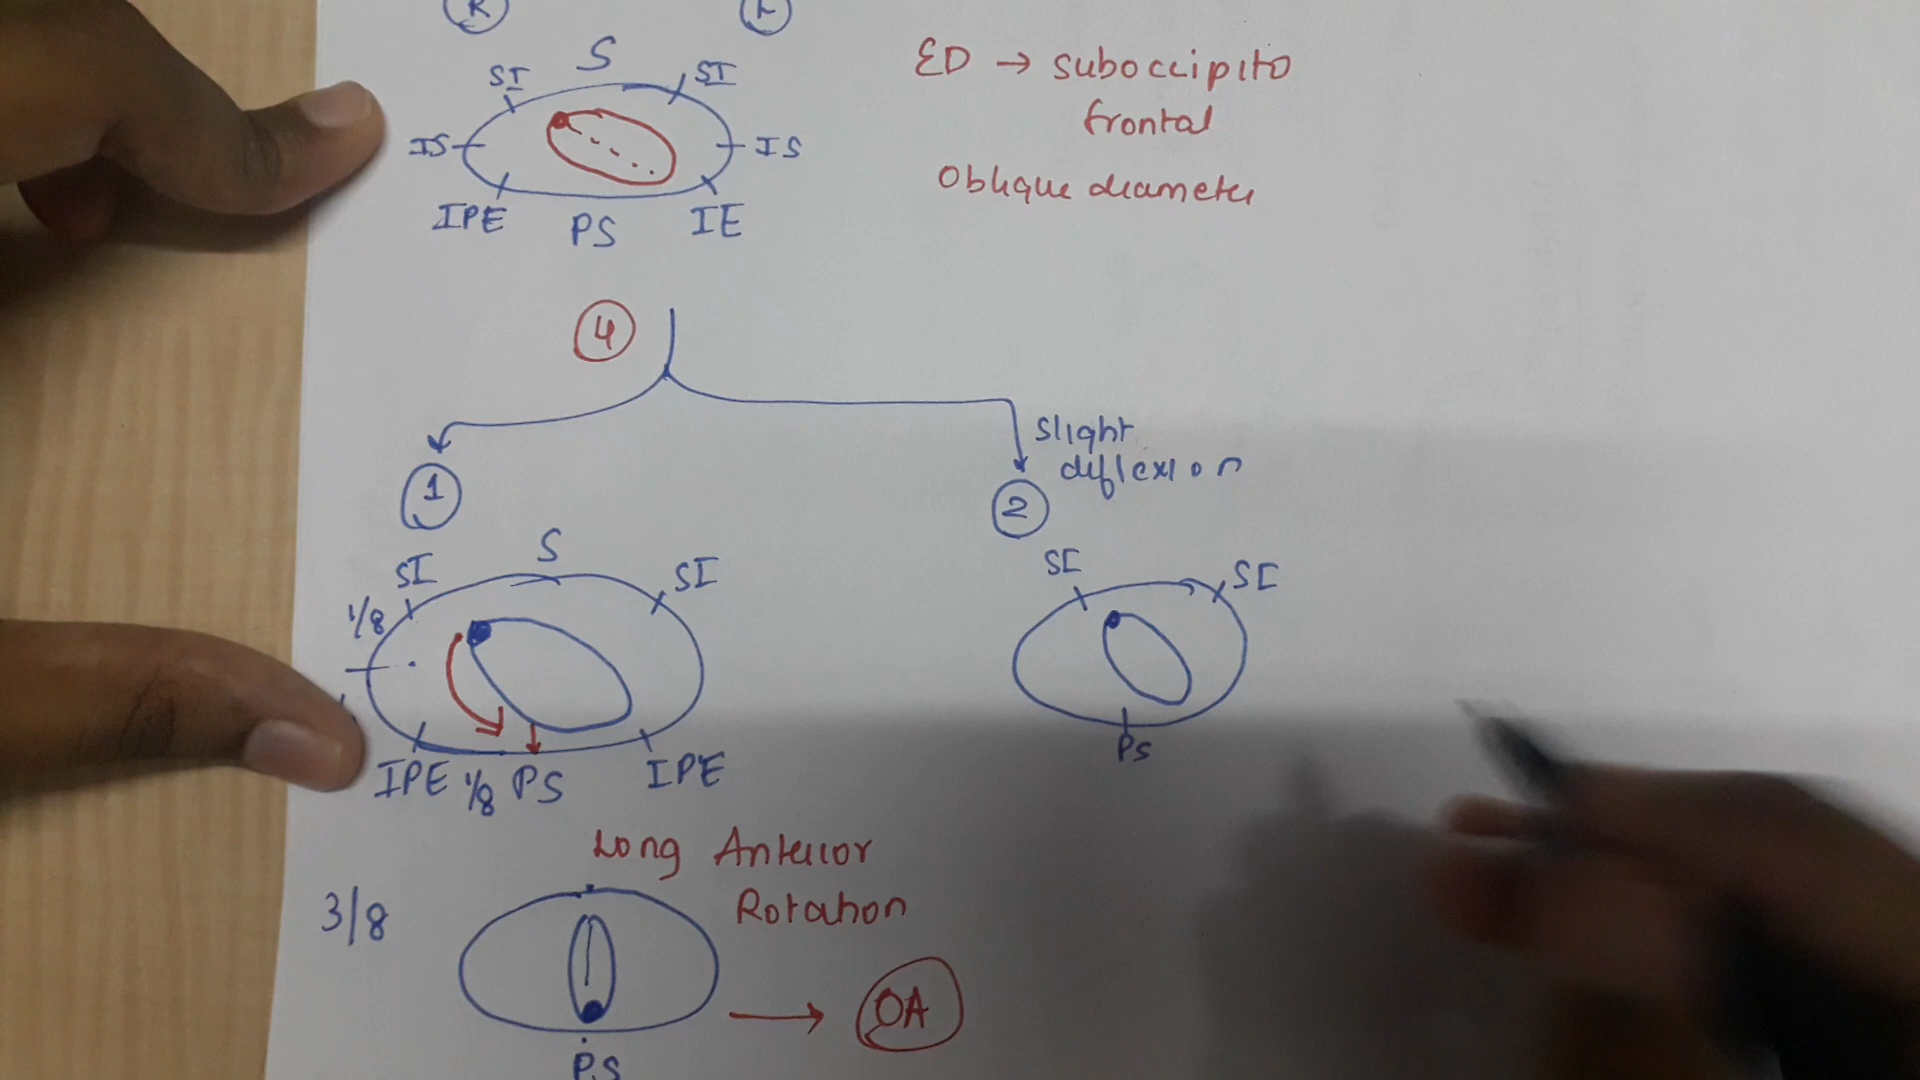 R L
S
SI SI
IS IS
IPE PS IE
ED → suboccipito
frontal
Oblique diameter
4
Slight
diflexion
1
2
S
SI SI
1/8
IPE 1/8 PS IPE
SI SI
PS
Long Anterior
Rotation
3/8
OA
PS